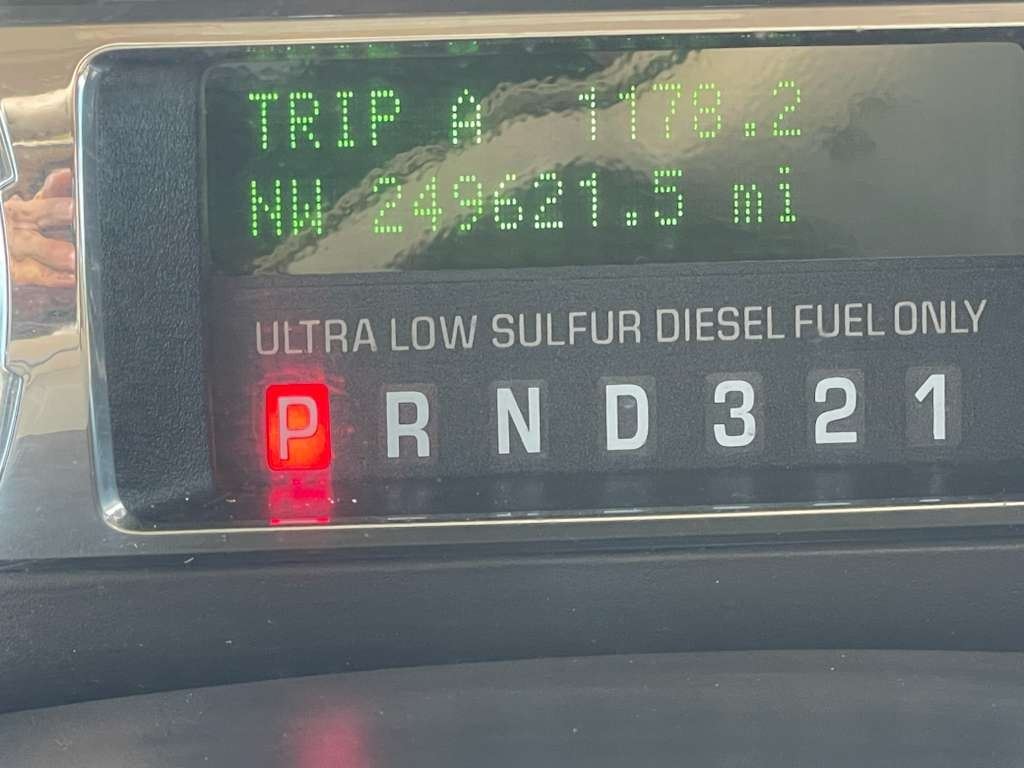 TRIP A 1178.2
NW 249621.5 mi
ULTRA LOW SULFUR DIESEL FUEL ONLY
P R N D 3 2 1